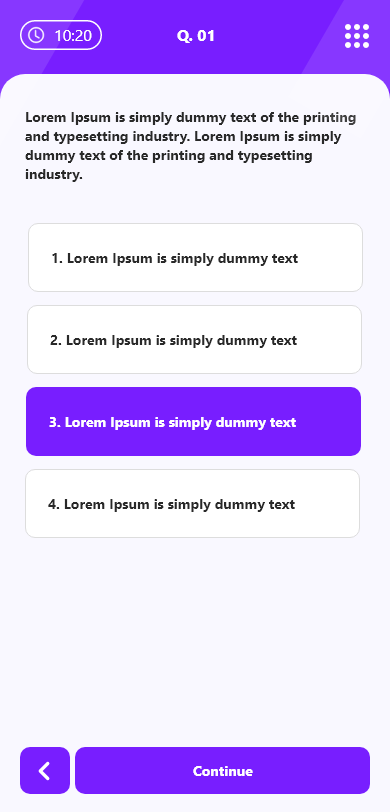 10:20
Q. 01
Lorem Ipsum is simply dummy text of the printing
and typesetting industry. Lorem Ipsum is simply
dummy text of the printing and typesetting
industry.
1. Lorem Ipsum is simply dummy text
2. Lorem Ipsum is simply dummy text
3. Lorem Ipsum is simply dummy text
4. Lorem Ipsum is simply dummy text
Continue